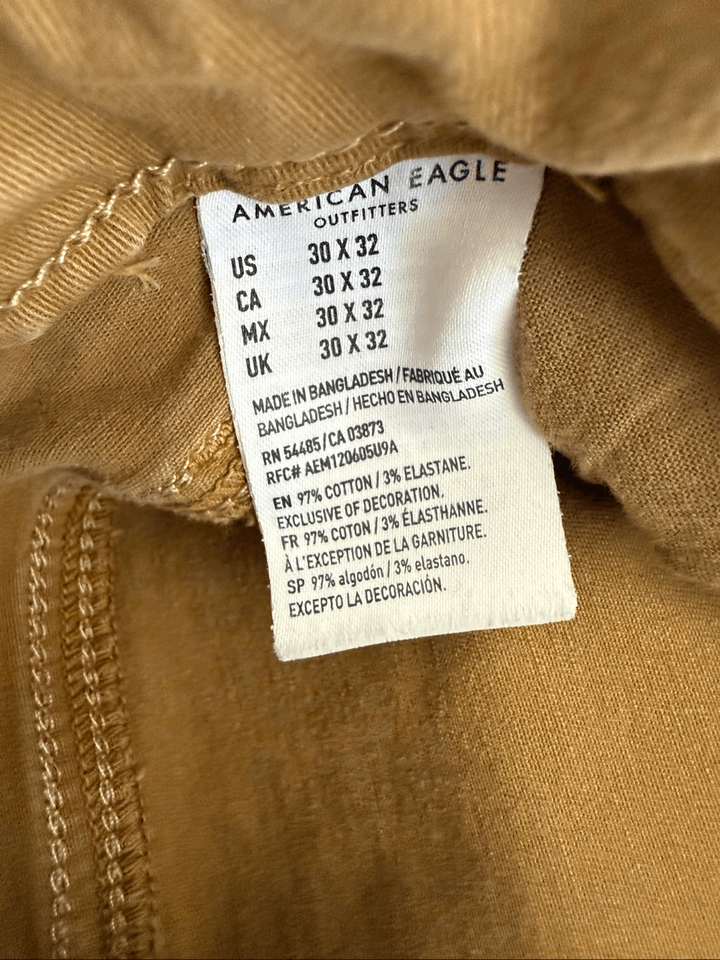 AMERICAN EAGLE
OUTFITTERS
US 30 X 32
CA 30 X 32
MX 30 X 32
UK 30 X 32
MADE IN BANGLADESH / FABRIQUÉ AU
BANGLADESH / HECHO EN BANGLADESH
RN 54485/CA 03873
RFC# AEM120605U9A
EN 97% COTTON / 3% ELASTANE.
EXCLUSIVE OF DECORATION.
FR 97% COTON / 3% ÉLASTHANNE.
À L'EXCEPTION DE LA GARNITURE.
SP 97% algodón / 3% elastano.
EXCEPTO LA DECORACIÓN.